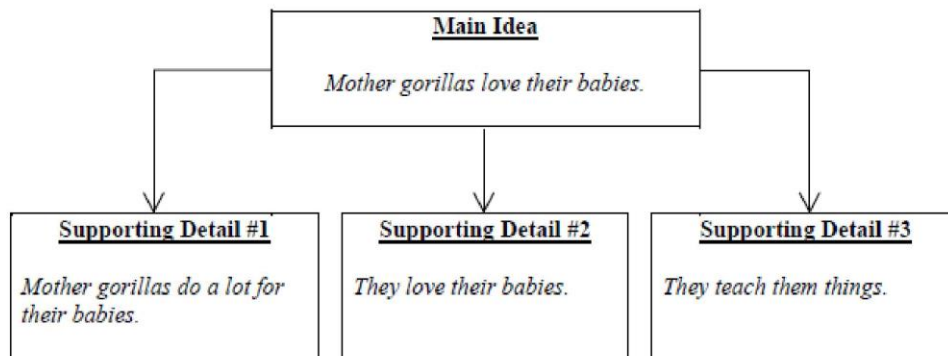 Main Idea
Mother gorillas love their babies.
Supporting Detail #1
Mother gorillas do a lot for
their babies.
Supporting Detail #2
They love their babies.
Supporting Detail #3
They teach them things.